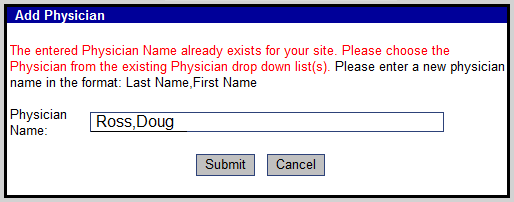 Add Physician
The entered Physician Name already exists for your site. Please choose the
Physician from the existing Physician drop down list(s). Please enter a new physician
name in the format: Last Name,First Name
Physician
Name:
Ross,Doug
Submit Cancel